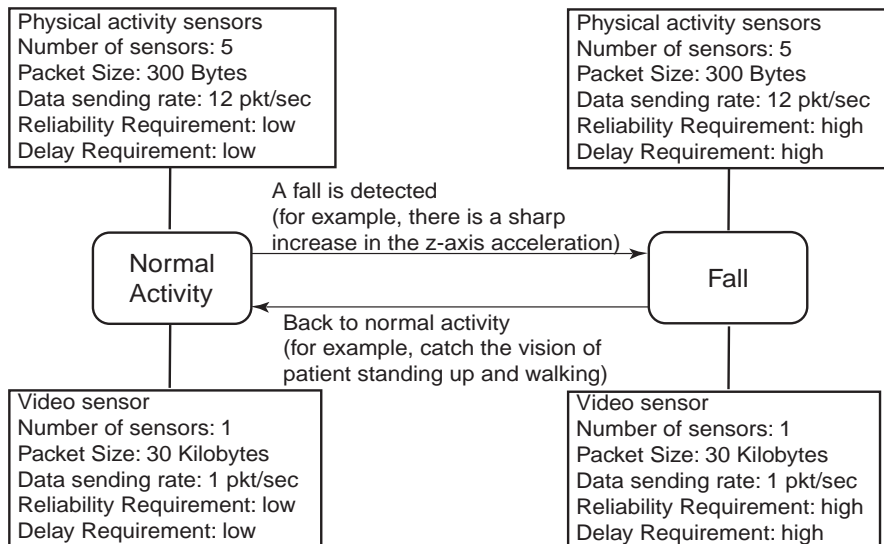 Physical activity sensors
Number of sensors: 5
Packet Size: 300 Bytes
Data sending rate: 12 pkt/sec
Reliability Requirement: low
Delay Requirement: low
Physical activity sensors
Number of sensors: 5
Packet Size: 300 Bytes
Data sending rate: 12 pkt/sec
Reliability Requirement: high
Delay Requirement: high
A fall is detected
(for example, there is a sharp
increase in the z-axis acceleration)
Normal
Activity
Fall
Back to normal activity
(for example, catch the vision of
patient standing up and walking)
Video sensor
Number of sensors: 1
Packet Size: 30 Kilobytes
Data sending rate: 1 pkt/sec
Reliability Requirement: low
Delay Requirement: low
Video sensor
Number of sensors: 1
Packet Size: 30 Kilobytes
Data sending rate: 1 pkt/sec
Reliability Requirement: high
Delay Requirement: high